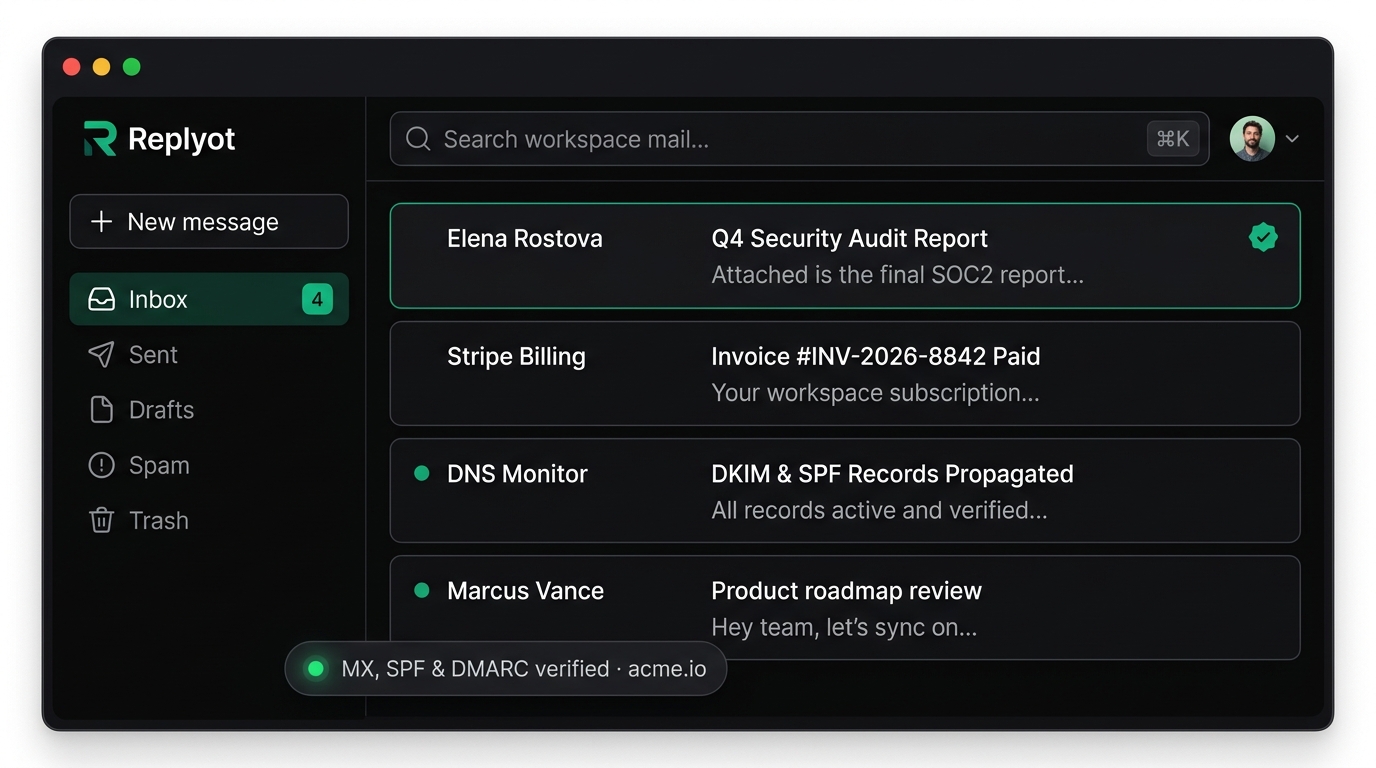 Replyot
Search workspace mail...
⌘K
New message
Inbox
4
Sent
Drafts
Spam
Trash
Elena Rostova
Q4 Security Audit Report
Attached is the final SOC2 report...
Stripe Billing
Invoice #INV-2026-8842 Paid
Your workspace subscription...
DNS Monitor
DKIM & SPF Records Propagated
All records active and verified...
Marcus Vance
Product roadmap review
Hey team, let’s sync on...
MX, SPF & DMARC verified · acme.io